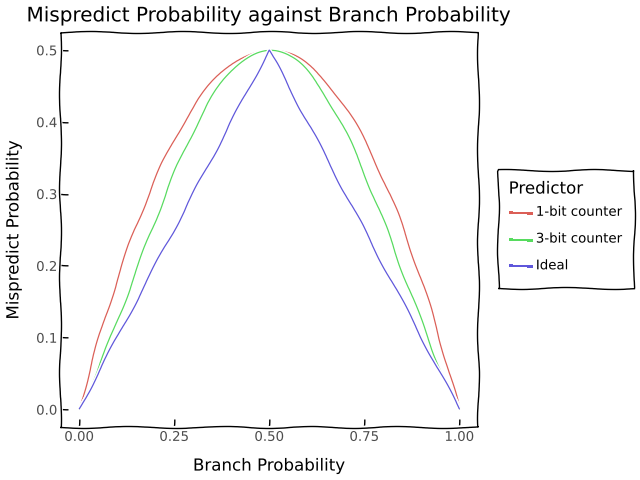 Mispredict Probability against Branch Probability
0.5
0.4
0.3
0.2
0.1
0.0
Mispredict Probability
0.00 0.25 0.50 0.75 1.00
Branch Probability
Predictor
1-bit counter
3-bit counter
Ideal